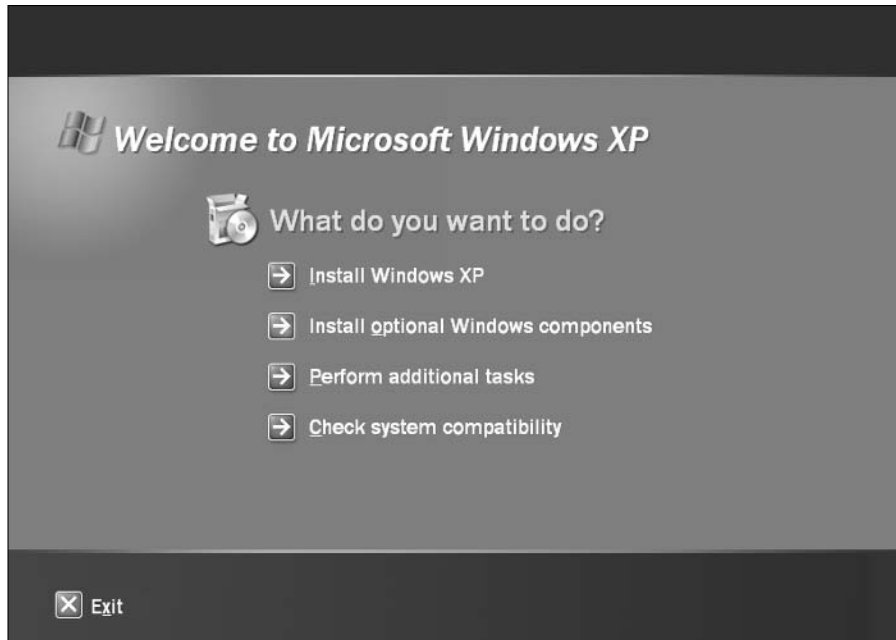 Welcome to Microsoft Windows XP
What do you want to do?
Install Windows XP
Install optional Windows components
Perform additional tasks
Check system compatibility
Exit